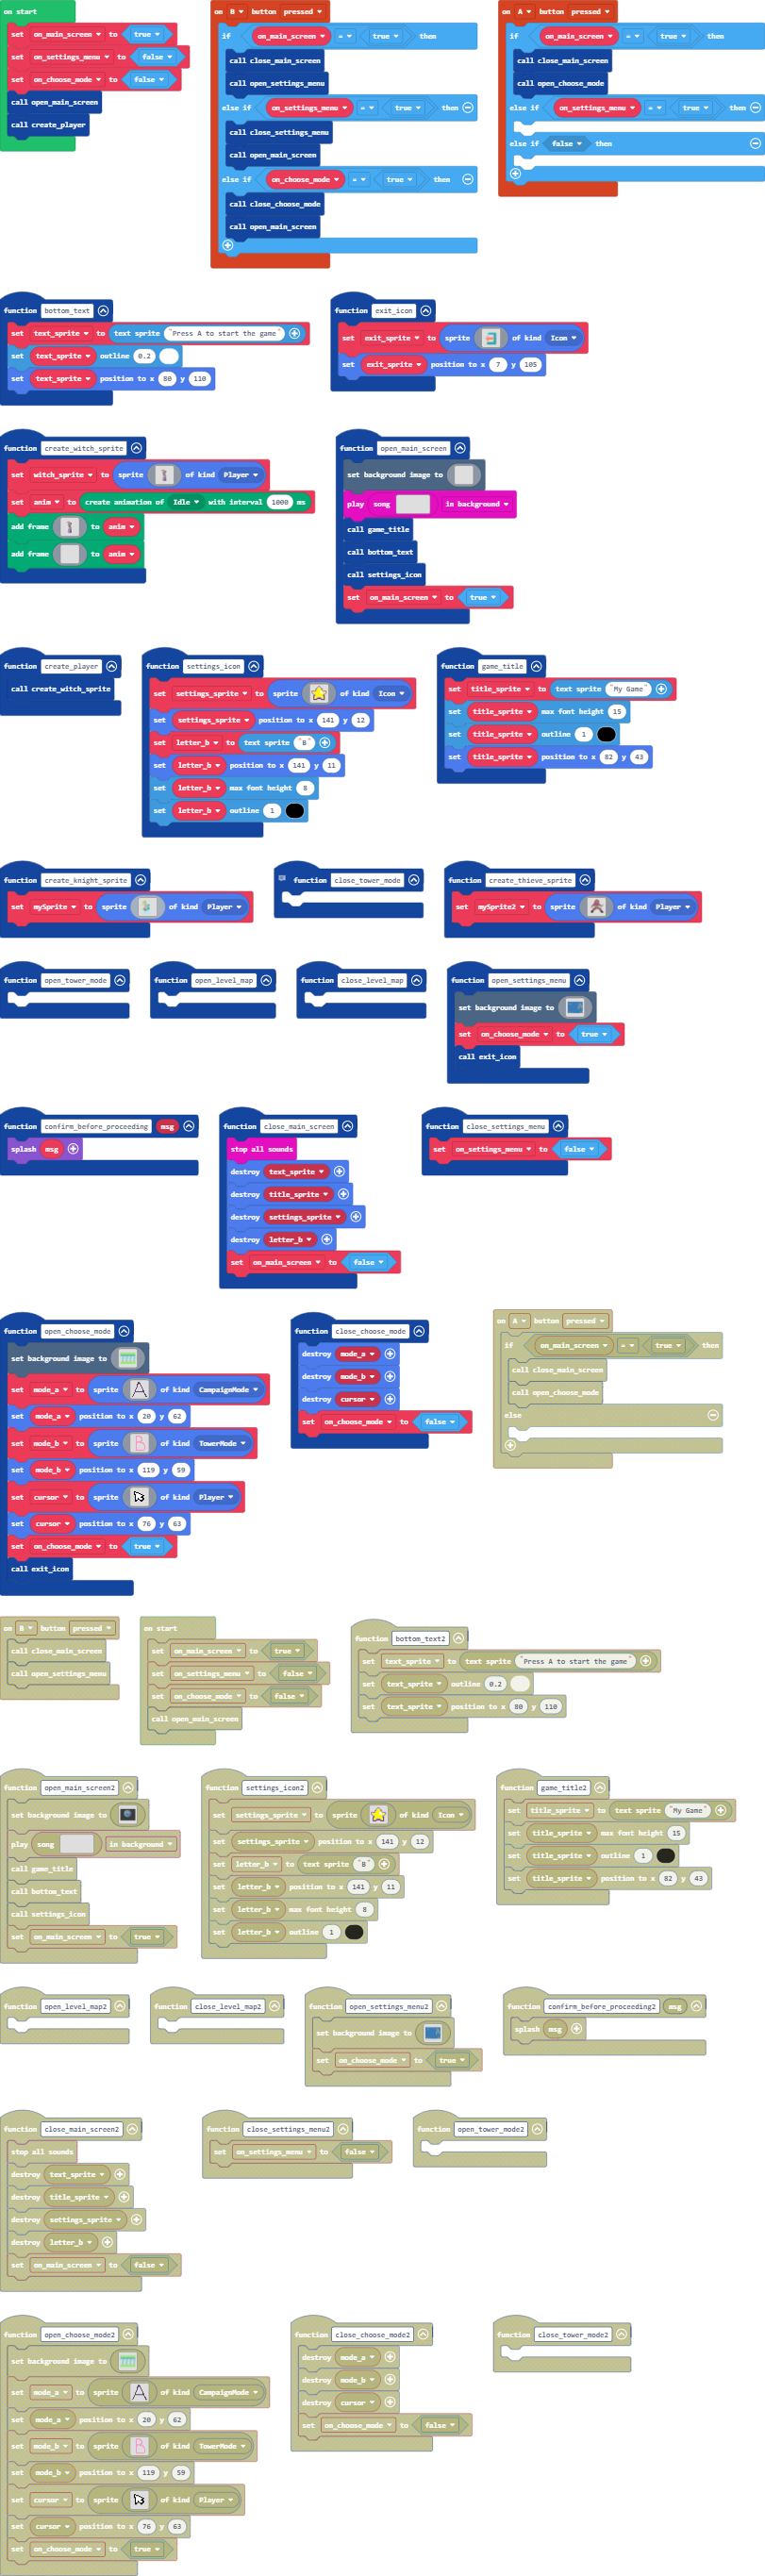 on start
set on_main_screen to true
set on_settings_menu to false
set on_choose_mode to false
call open_main_screen
call create_player
on B button pressed
if on_main_screen = true then
call close_main_screen
call open_settings_menu
else if on_settings_menu = true then
call close_settings_menu
call open_main_screen
else if on_choose_mode = true then
call close_choose_mode
call open_main_screen
on A button pressed
if on_main_screen = true then
call close_main_screen
call open_choose_mode
else if on_settings_menu = true then
else if false then
function bottom_text
set text_sprite to text sprite "Press A to start the game"
set text_sprite outline 0.2
set text_sprite position to x 80 y 110
function exit_icon
set exit_sprite to sprite of kind Icon
set exit_sprite position to x 7 y 105
function create_witch_sprite
set witch_sprite to sprite of kind Player
set anim to create animation of Idle with interval 1000 ms
add frame to anim
add frame to anim
function open_main_screen
set background image to
play song in background
call game_title
call bottom_text
call settings_icon
set on_main_screen to true
function create_player
call create_witch_sprite
function settings_icon
set settings_sprite to sprite of kind Icon
set settings_sprite position to x 141 y 12
set letter_b to text sprite "B"
set letter_b position to x 141 y 11
set letter_b max font height 8
set letter_b outline 1
function game_title
set title_sprite to text sprite "My Game"
set title_sprite max font height 15
set title_sprite outline 1
set title_sprite position to x 82 y 43
function create_knight_sprite
set mySprite to sprite of kind Player
function close_tower_mode
function create_thieve_sprite
set mySprite2 to sprite of kind Player
function open_tower_mode
function open_level_map
function close_level_map
function open_settings_menu
set background image to
set on_choose_mode to true
call exit_icon
function confirm_before_proceeding msg
splash msg
function close_main_screen
stop all sounds
destroy text_sprite
destroy title_sprite
destroy settings_sprite
destroy letter_b
set on_main_screen to false
function close_settings_menu
set on_settings_menu to false
function open_choose_mode
set background image to
set mode_a to sprite A of kind CampaignMode
set mode_a position to x 20 y 62
set mode_b to sprite B of kind TowerMode
set mode_b position to x 119 y 59
set cursor to sprite of kind Player
set cursor position to x 76 y 63
set on_choose_mode to true
call exit_icon
function close_choose_mode
destroy mode_a
destroy mode_b
destroy cursor
set on_choose_mode to false
on A button pressed
if on_main_screen = true then
call close_main_screen
call open_choose_mode
else
on B button pressed
call close_main_screen
call open_settings_menu
on start
set on_main_screen to true
set on_settings_menu to false
set on_choose_mode to false
call open_main_screen
function bottom_text2
set text_sprite to text sprite "Press A to start the game"
set text_sprite outline 0.2
set text_sprite position to x 80 y 110
function open_main_screen2
set background image to
play song in background
call game_title
call bottom_text
call settings_icon
set on_main_screen to true
function settings_icon2
set settings_sprite to sprite of kind Icon
set settings_sprite position to x 141 y 12
set letter_b to text sprite "B"
set letter_b position to x 141 y 11
set letter_b max font height 8
set letter_b outline 1
function game_title2
set title_sprite to text sprite "My Game"
set title_sprite max font height 15
set title_sprite outline 1
set title_sprite position to x 82 y 43
function open_level_map2
function close_level_map2
function open_settings_menu2
set background image to
set on_choose_mode to true
function confirm_before_proceeding2 msg
splash msg
function close_main_screen2
stop all sounds
destroy text_sprite
destroy title_sprite
destroy settings_sprite
destroy letter_b
set on_main_screen to false
function close_settings_menu2
set on_settings_menu to false
function open_tower_mode2
function open_choose_mode2
set background image to
set mode_a to sprite A of kind CampaignMode
set mode_a position to x 20 y 62
set mode_b to sprite B of kind TowerMode
set mode_b position to x 119 y 59
set cursor to sprite of kind Player
set cursor position to x 76 y 63
set on_choose_mode to true
function close_choose_mode2
destroy mode_a
destroy mode_b
destroy cursor
set on_choose_mode to false
function close_tower_mode2